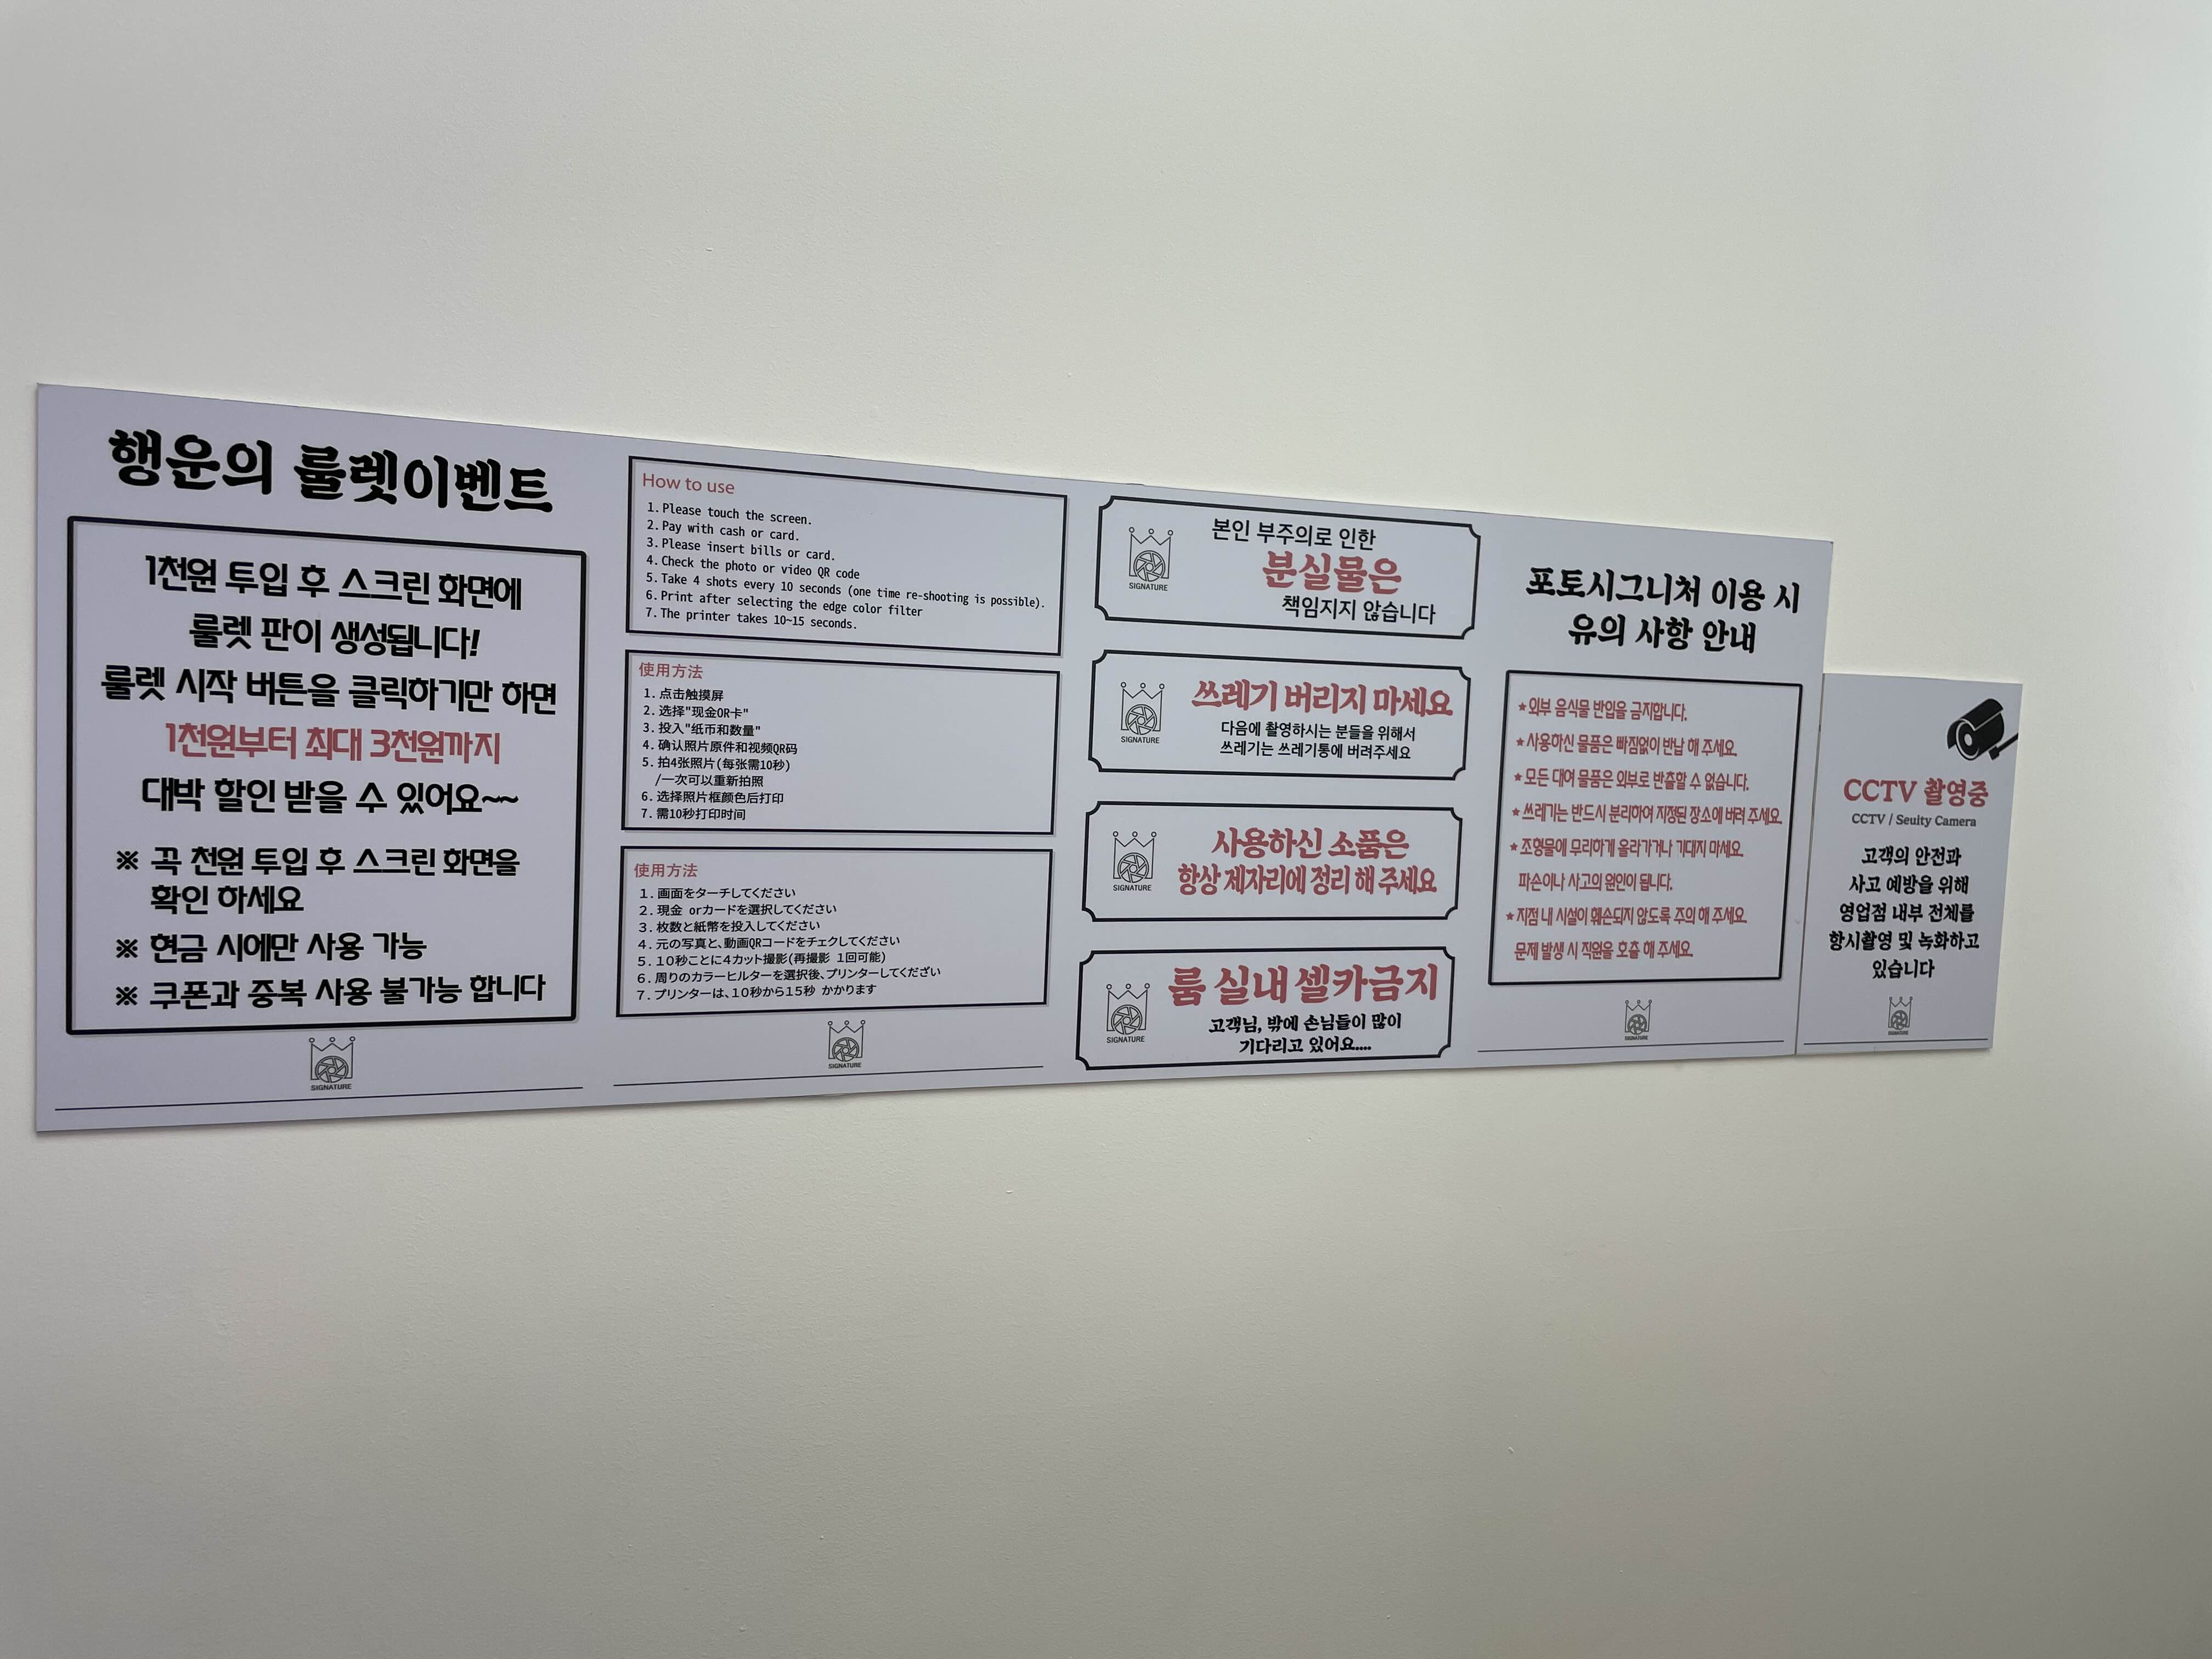 행운의 룰렛이벤트
1천원 투입 후 스크린 화면에
룰렛 판이 생성됩니다!
룰렛 시작 버튼을 클릭하기만 하면
1천원부터 최대 3천원까지
대박 할인 받을 수 있어요~~
※ 꼭 천원 투입 후 스크린 화면을
확인 하세요
※ 현금 시에만 사용 가능
※ 쿠폰과 중복 사용 불가능 합니다
SIGNATURE
How to use
1. Please touch the screen.
2. Pay with cash or card.
3. Please insert bills or card.
4. Check the photo or video QR code
5. Take 4 shots every 10 seconds (one time re-shooting is possible).
6. Print after selecting the edge color filter
7. The printer takes 10~15 seconds.
使用方法
1. 点击触摸屏
2. 选择"现金OR卡"
3. 投入"纸币和数量"
4. 确认照片原件和视频QR码
5. 拍4张照片(每张需10秒)
/一次可以重新拍照
6. 选择照片框颜色后打印
7. 需10秒打印时间
使用方法
1. 画面をターチしてください
2. 現金 orカードを選択してください
3. 枚数と紙幣を投入してください
4. 元の写真と、動画QRコードをチェクしてください
5. 10秒ことに4カット撮影(再撮影 1回可能)
6. 周りのカラーヒルターを選択後、プリンターしてくださぃ
7. プリンターは、10秒から15秒 かかります
SIGNATURE
SIGNATURE
본인 부주의로 인한
분실물은
책임지지 않습니다
SIGNATURE
쓰레기 버리지 마세요
다음에 촬영하시는 분들을 위해서
쓰레기는 쓰레기통에 버려주세요
SIGNATURE
사용하신 소품은
항상 제자리에 정리 해 주세요
SIGNATURE
룸 실내 셀카금지
고객님, 밖에 손님들이 많이
기다리고 있어요....
포토시그니처 이용 시
유의 사항 안내
★외부 음식물 반입을 금지합니다.
★사용하신 물품은 빠짐없이 반납 해 주세요.
★모든 대여 물품은 외부로 반출할 수 없습니다.
★쓰레기는 반드시 분리하여 지정된 장소에 버려 주세요.
★조형물에 무리하게 올라가거나 기대지 마세요.
파손이나 사고의 원인이 됩니다.
★지점 내 시설이 훼손되지 않도록 주의 해 주세요.
문제 발생 시 직원을 호출 해 주세요.
SIGNATURE
CCTV 촬영중
CCTV / Seuity Camera
고객의 안전과
사고 예방을 위해
영업점 내부 전체를
항시촬영 및 녹화하고
있습니다
SIGNATURE